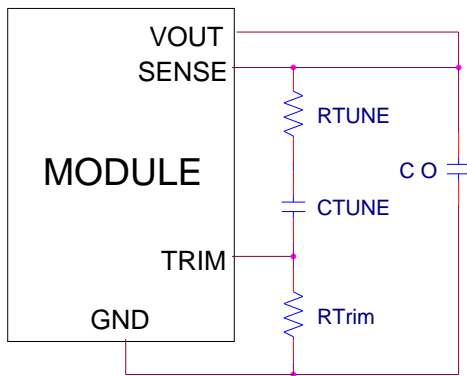 VOUT
SENSE
RTUNE
MODULE
C O
CTUNE
TRIM
GND
RTrim